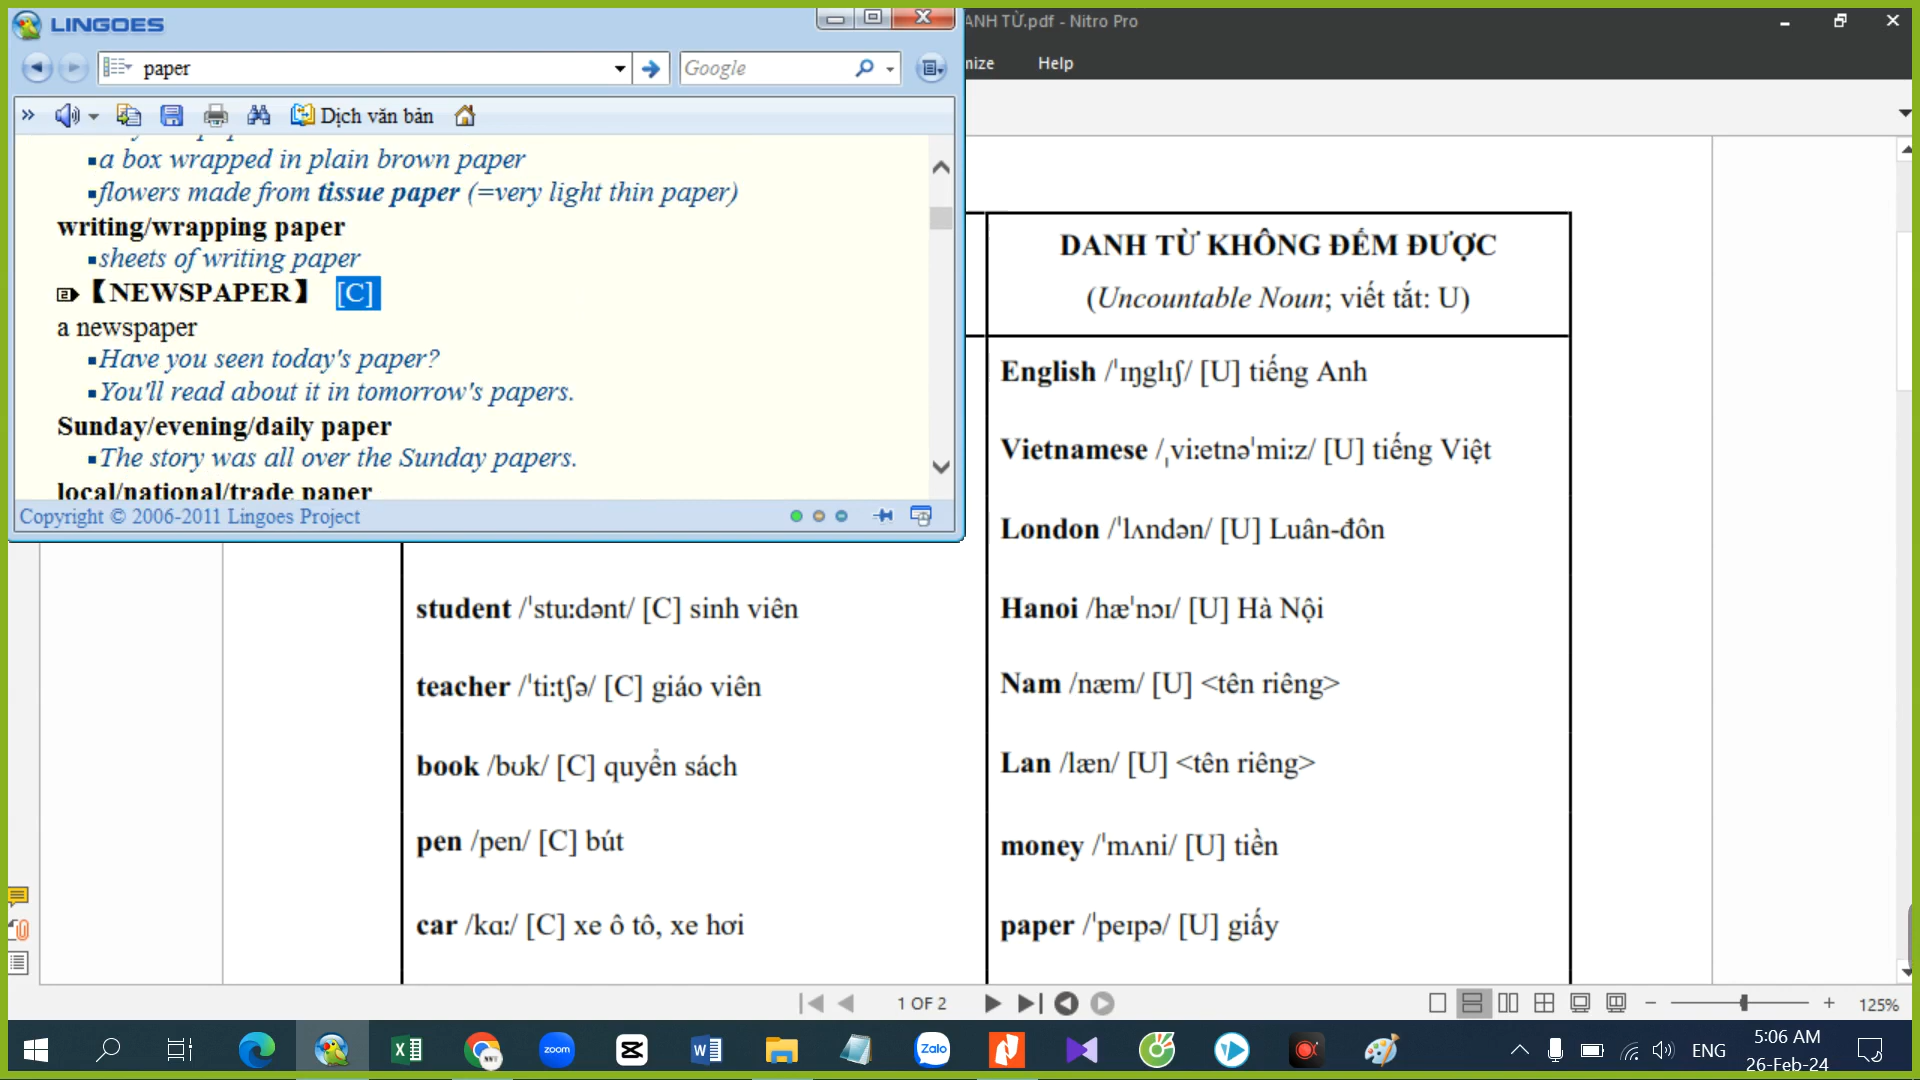 LINGOES
paper
Google
Dịch văn bản
a box wrapped in plain brown paper
flowers made from tissue paper (=very light thin paper)
writing/wrapping paper
sheets of writing paper
2 【NEWSPAPER】 [C]
a newspaper
Have you seen today's paper?
You'll read about it in tomorrow's papers.
Sunday/evening/daily paper
The story was all over the Sunday papers.
local/national/trade paper
Copyright © 2006-2011 Lingoes Project
ANH TỪ.pdf - Nitro Pro
Help
DANH TỪ KHÔNG ĐẾM ĐƯỢC
(Uncountable Noun; viết tắt: U)
English /ˈɪŋglɪʃ/ [U] tiếng Anh
Vietnamese /ˌviːetnəˈmiːz/ [U] tiếng Việt
London /ˈlʌndən/ [U] Luân-đôn
Hanoi /hæˈnɔɪ/ [U] Hà Nội
Nam /næm/ [U] <tên riêng>
Lan /læn/ [U] <tên riêng>
money /ˈmʌni/ [U] tiền
paper /ˈpeɪpə/ [U] giấy
student /ˈstuːdənt/ [C] sinh viên
teacher /ˈtiːtʃə/ [C] giáo viên
book /bʊk/ [C] quyển sách
pen /pen/ [C] bút
car /kɑː/ [C] xe ô tô, xe hơi
1 OF 2
125%
zoom
Zalo
ENG
5:06 AM
26-Feb-24